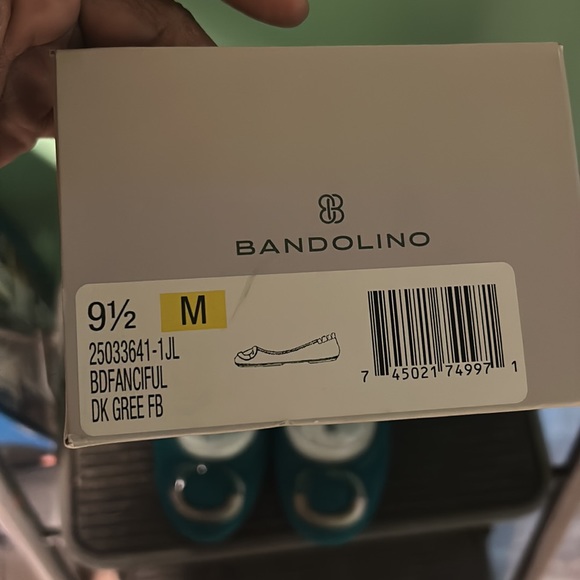 BANDOLINO
9½ M
25033641-1JL
BDFANCIFUL
DK GREE FB
7 45021 74997 1